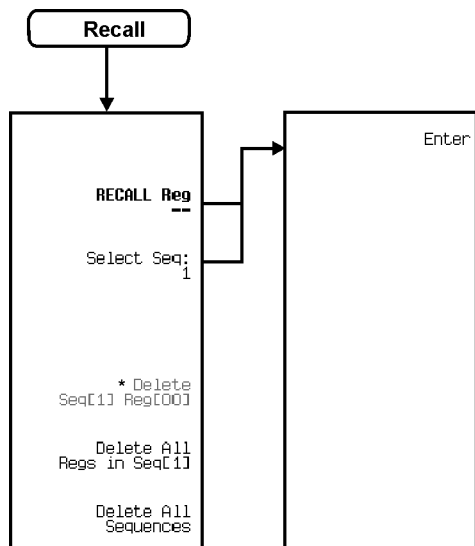 Recall
RECALL Reg
--
Select Seq:
1
* Delete
Seq[1] Reg[00]
Delete All
Regs in Seq[1]
Delete All
Sequences
Enter